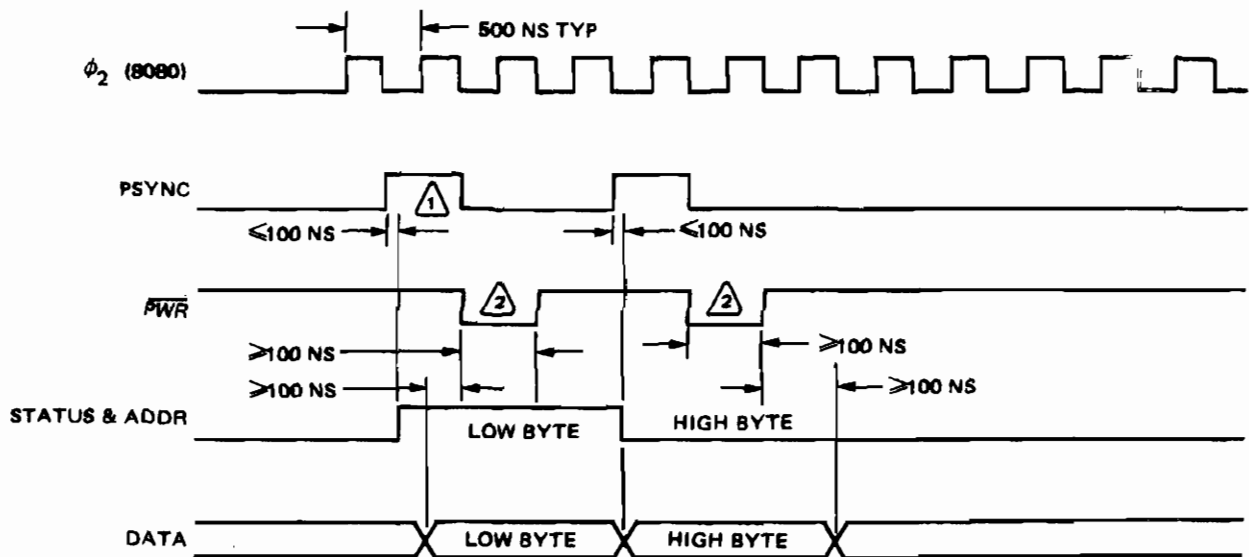 500 NS TYP
ϕ2 (8080)
PSYNC
1
≤100 NS
≤100 NS
PWR
2
2
≥100 NS
≥100 NS
≥100 NS
≥100 NS
STATUS & ADDR
LOW BYTE
HIGH BYTE
DATA
LOW BYTE
HIGH BYTE